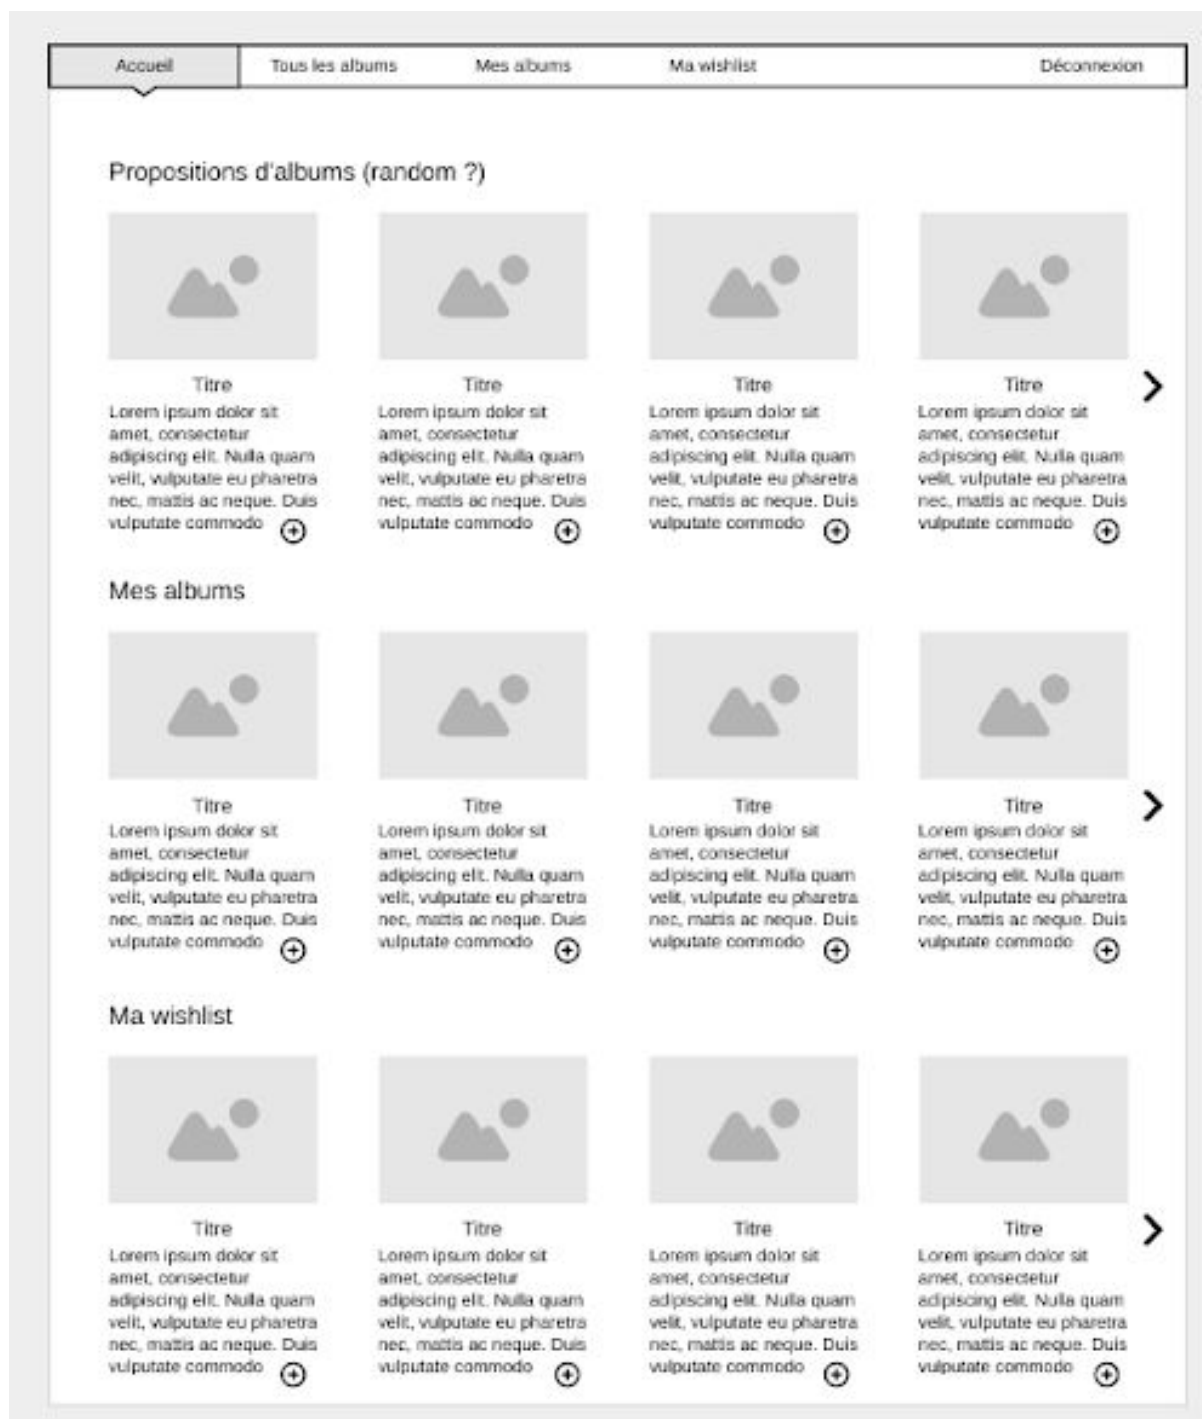 Accueil Tous les albums Mes albums Ma wishlist Déconnexion
Propositions d'albums (random ?)
Titre
Lorem ipsum dolor sit
amet, consectetur
adipiscing elit. Nulla quam
velit, vulputate eu pharetra
nec, mattis ac neque. Duis
vulputate commodo
Titre
Lorem ipsum dolor sit
amet, consectetur
adipiscing elit. Nulla quam
velit, vulputate eu pharetra
nec, mattis ac neque. Duis
vulputate commodo
Titre
Lorem ipsum dolor sit
amet, consectetur
adipiscing elit. Nulla quam
velit, vulputate eu pharetra
nec, mattis ac neque. Duis
vulputate commodo
Titre
Lorem ipsum dolor sit
amet, consectetur
adipiscing elit. Nulla quam
velit, vulputate eu pharetra
nec, mattis ac neque. Duis
vulputate commodo
Mes albums
Titre
Lorem ipsum dolor sit
amet, consectetur
adipiscing elit. Nulla quam
velit, vulputate eu pharetra
nec, mattis ac neque. Duis
vulputate commodo
Titre
Lorem ipsum dolor sit
amet, consectetur
adipiscing elit. Nulla quam
velit, vulputate eu pharetra
nec, mattis ac neque. Duis
vulputate commodo
Titre
Lorem ipsum dolor sit
amet, consectetur
adipiscing elit. Nulla quam
velit, vulputate eu pharetra
nec, mattis ac neque. Duis
vulputate commodo
Titre
Lorem ipsum dolor sit
amet, consectetur
adipiscing elit. Nulla quam
velit, vulputate eu pharetra
nec, mattis ac neque. Duis
vulputate commodo
Ma wishlist
Titre
Lorem ipsum dolor sit
amet, consectetur
adipiscing elit. Nulla quam
velit, vulputate eu pharetra
nec, mattis ac neque. Duis
vulputate commodo
Titre
Lorem ipsum dolor sit
amet, consectetur
adipiscing elit. Nulla quam
velit, vulputate eu pharetra
nec, mattis ac neque. Duis
vulputate commodo
Titre
Lorem ipsum dolor sit
amet, consectetur
adipiscing elit. Nulla quam
velit, vulputate eu pharetra
nec, mattis ac neque. Duis
vulputate commodo
Titre
Lorem ipsum dolor sit
amet, consectetur
adipiscing elit. Nulla quam
velit, vulputate eu pharetra
nec, mattis ac neque. Duis
vulputate commodo